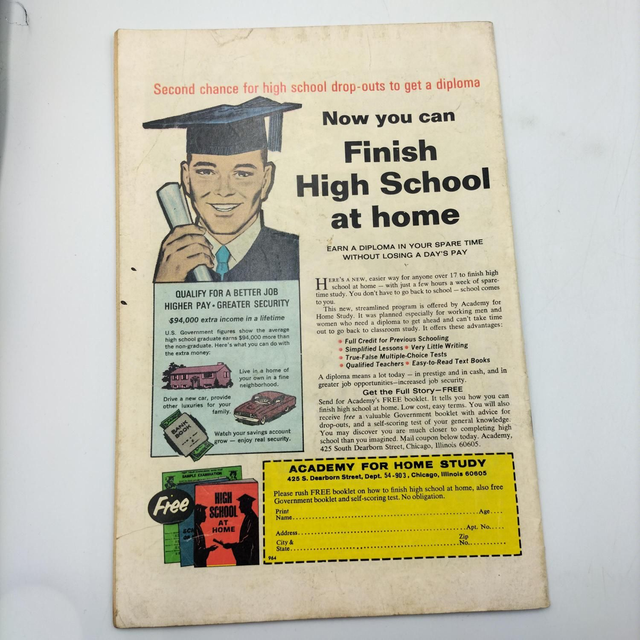 Second chance for high school drop-outs to get a diploma
Now you can
Finish
High School
at home
EARN A DIPLOMA IN YOUR SPARE TIME
WITHOUT LOSING A DAY'S PAY
HERE'S A NEW, easier way for anyone over 17 to finish high
school at home — with just a few hours a week of spare-
time study. You don't have to go back to school — school comes
to you.
This new, streamlined program is offered by Academy for
Home Study. It was planned especially for working men and
women who need a diploma to get ahead and can't take time
out to go back to classroom study. It offers these advantages:
* Full Credit for Previous Schooling
* Simplified Lessons * Very Little Writing
* True-False Multiple-Choice Tests
* Qualified Teachers * Easy-to-Read Text Books
A diploma means a lot today — in prestige and in cash, and in
greater job opportunities—increased job security.
Get the Full Story—FREE
Send for Academy's FREE booklet. It tells you how you can
finish high school at home. Low cost, easy terms. You will also
receive free a valuable Government booklet with advice for
drop-outs, and a self-scoring test of your general knowledge.
You may discover you are much closer to completing high
school than you imagined. Mail coupon below today. Academy,
425 South Dearborn Street, Chicago, Illinois 60605.
QUALIFY FOR A BETTER JOB
HIGHER PAY • GREATER SECURITY
$94,000 extra income in a lifetime
U.S. Government figures show the average
high school graduate earns $94,000 more than
the non-graduate. Here's what you can do with
the extra money:
Live in a home of
your own in a fine
neighborhood.
Drive a new car, provide
other luxuries for your
family.
BANK
BOOK
Watch your savings account
grow — enjoy real security.
Free
SAMPLE EXAMINATION
HIGH
SCHOOL
AT
HOME
ACADEMY FOR HOME STUDY
425 S. Dearborn Street, Dept. 54-903, Chicago, Illinois 60605
Please rush FREE booklet on how to finish high school at home, also free
Government booklet and self-scoring test. No obligation.
Print
Name Age
Address Apt. No.
City & Zip
State No.
964